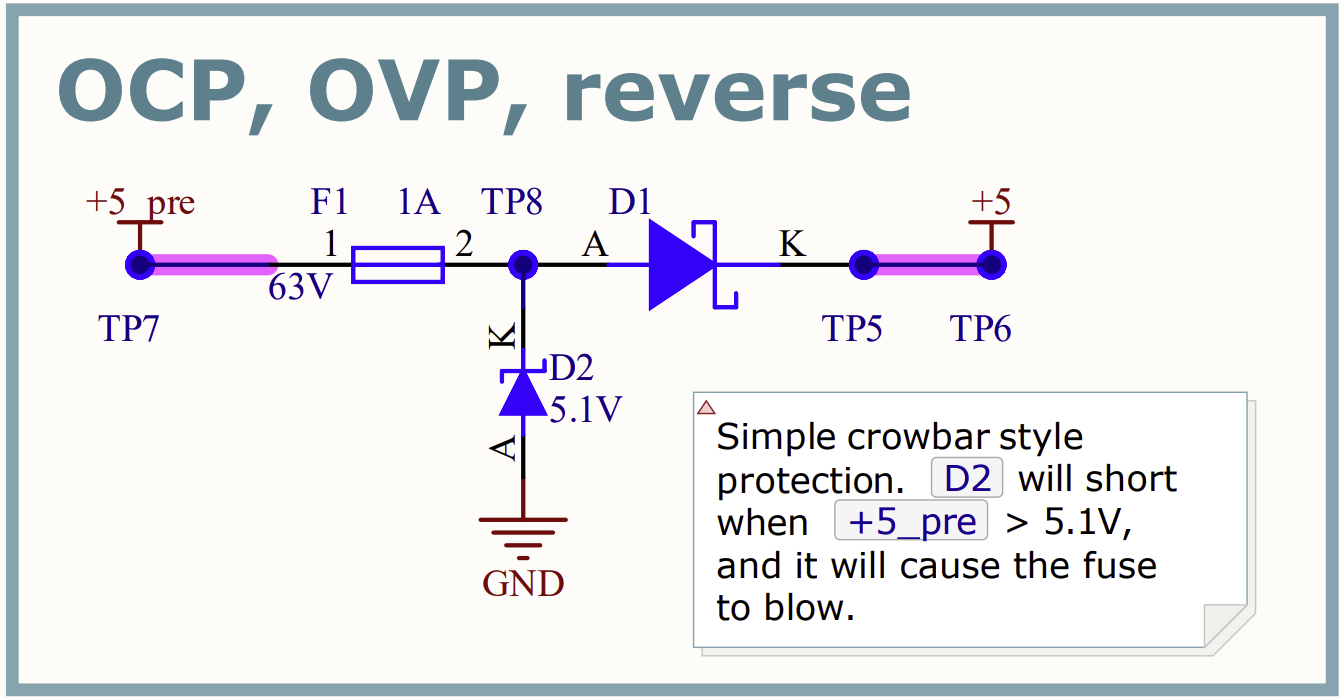 OCP, OVP, reverse
+5_pre F1 1A TP8 D1 +5
1 2 A K
63V
TP7 TP5 TP6
K
D2
5.1V
A
GND
Simple crowbar style
protection. D2 will short
when +5_pre > 5.1V,
and it will cause the fuse
to blow.